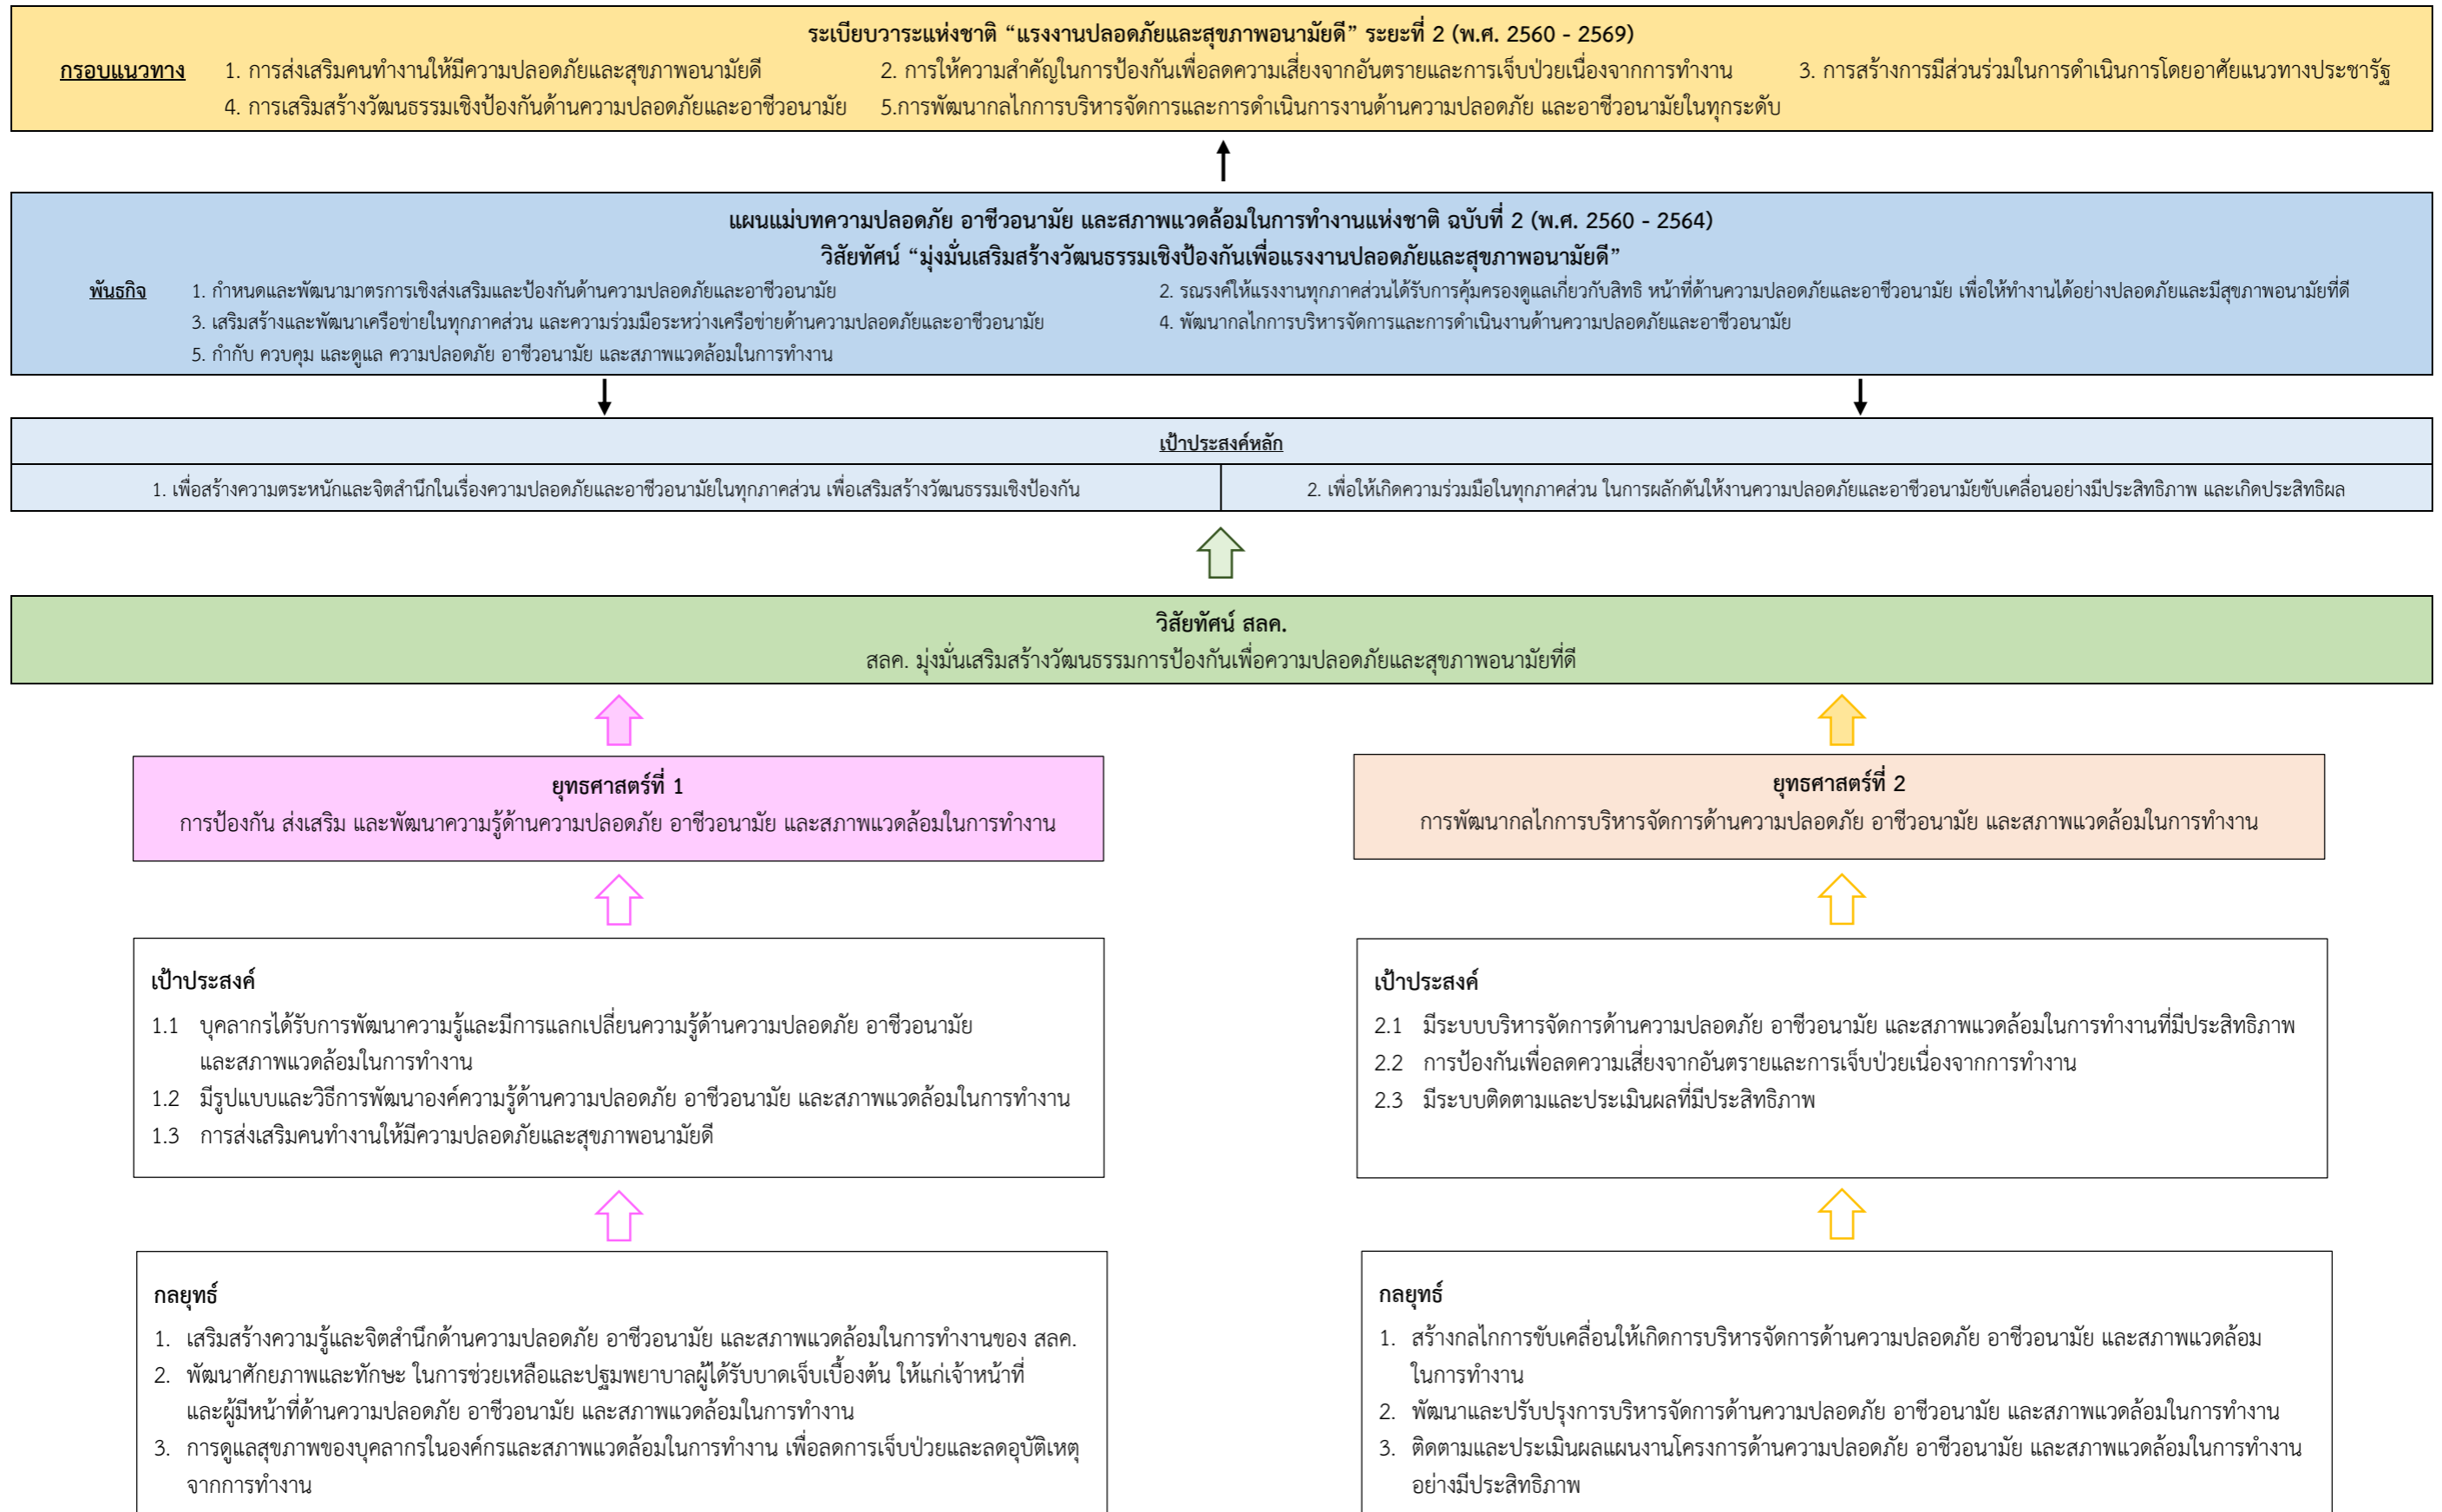 ระเบียบวาระแห่งชาติ “แรงงานปลอดภัยและสุขภาพอนามัยดี” ระยะที่ 2 (พ.ศ. 2560 - 2569)
กรอบแนวทาง 1. การส่งเสริมคนทำงานให้มีความปลอดภัยและสุขภาพอนามัยดี 2. การให้ความสำคัญในการป้องกันเพื่อลดความเสี่ยงจากอันตรายและการเจ็บป่วยเนื่องจากการทำงาน 3. การสร้างการมีส่วนร่วมในการดำเนินการโดยอาศัยแนวทางประชารัฐ
4. การเสริมสร้างวัฒนธรรมเชิงป้องกันด้านความปลอดภัยและอาชีวอนามัย 5.การพัฒนากลไกการบริหารจัดการและการดำเนินการงานด้านความปลอดภัย และอาชีวอนามัยในทุกระดับ
แผนแม่บทความปลอดภัย อาชีวอนามัย และสภาพแวดล้อมในการทำงานแห่งชาติ ฉบับที่ 2 (พ.ศ. 2560 - 2564)
วิสัยทัศน์ “มุ่งมั่นเสริมสร้างวัฒนธรรมเชิงป้องกันเพื่อแรงงานปลอดภัยและสุขภาพอนามัยดี”
พันธกิจ 1. กำหนดและพัฒนามาตรการเชิงส่งเสริมและป้องกันด้านความปลอดภัยและอาชีวอนามัย 2. รณรงค์ให้แรงงานทุกภาคส่วนได้รับการคุ้มครองดูแลเกี่ยวกับสิทธิ หน้าที่ด้านความปลอดภัยและอาชีวอนามัย เพื่อให้ทำงานได้อย่างปลอดภัยและมีสุขภาพอนามัยที่ดี
3. เสริมสร้างและพัฒนาเครือข่ายในทุกภาคส่วน และความร่วมมือระหว่างเครือข่ายด้านความปลอดภัยและอาชีวอนามัย 4. พัฒนากลไกการบริหารจัดการและการดำเนินงานด้านความปลอดภัยและอาชีวอนามัย
5. กำกับ ควบคุม และดูแล ความปลอดภัย อาชีวอนามัย และสภาพแวดล้อมในการทำงาน
เป้าประสงค์หลัก
1. เพื่อสร้างความตระหนักและจิตสำนึกในเรื่องความปลอดภัยและอาชีวอนามัยในทุกภาคส่วน เพื่อเสริมสร้างวัฒนธรรมเชิงป้องกัน
2. เพื่อให้เกิดความร่วมมือในทุกภาคส่วน ในการผลักดันให้งานความปลอดภัยและอาชีวอนามัยขับเคลื่อนอย่างมีประสิทธิภาพ และเกิดประสิทธิผล
วิสัยทัศน์ สลค.
สลค. มุ่งมั่นเสริมสร้างวัฒนธรรมการป้องกันเพื่อความปลอดภัยและสุขภาพอนามัยที่ดี
ยุทธศาสตร์ที่ 1
การป้องกัน ส่งเสริม และพัฒนาความรู้ด้านความปลอดภัย อาชีวอนามัย และสภาพแวดล้อมในการทำงาน
เป้าประสงค์
1.1 บุคลากรได้รับการพัฒนาความรู้และมีการแลกเปลี่ยนความรู้ด้านความปลอดภัย อาชีวอนามัย
และสภาพแวดล้อมในการทำงาน
1.2 มีรูปแบบและวิธีการพัฒนาองค์ความรู้ด้านความปลอดภัย อาชีวอนามัย และสภาพแวดล้อมในการทำงาน
1.3 การส่งเสริมคนทำงานให้มีความปลอดภัยและสุขภาพอนามัยดี
กลยุทธ์
1. เสริมสร้างความรู้และจิตสำนึกด้านความปลอดภัย อาชีวอนามัย และสภาพแวดล้อมในการทำงานของ สลค.
2. พัฒนาศักยภาพและทักษะ ในการช่วยเหลือและปฐมพยาบาลผู้ได้รับบาดเจ็บเบื้องต้น ให้แก่เจ้าหน้าที่
และผู้มีหน้าที่ด้านความปลอดภัย อาชีวอนามัย และสภาพแวดล้อมในการทำงาน
3. การดูแลสุขภาพของบุคลากรในองค์กรและสภาพแวดล้อมในการทำงาน เพื่อลดการเจ็บป่วยและลดอุบัติเหตุ
จากการทำงาน
ยุทธศาสตร์ที่ 2
การพัฒนากลไกการบริหารจัดการด้านความปลอดภัย อาชีวอนามัย และสภาพแวดล้อมในการทำงาน
เป้าประสงค์
2.1 มีระบบบริหารจัดการด้านความปลอดภัย อาชีวอนามัย และสภาพแวดล้อมในการทำงานที่มีประสิทธิภาพ
2.2 การป้องกันเพื่อลดความเสี่ยงจากอันตรายและการเจ็บป่วยเนื่องจากการทำงาน
2.3 มีระบบติดตามและประเมินผลที่มีประสิทธิภาพ
กลยุทธ์
1. สร้างกลไกการขับเคลื่อนให้เกิดการบริหารจัดการด้านความปลอดภัย อาชีวอนามัย และสภาพแวดล้อม
ในการทำงาน
2. พัฒนาและปรับปรุงการบริหารจัดการด้านความปลอดภัย อาชีวอนามัย และสภาพแวดล้อมในการทำงาน
3. ติดตามและประเมินผลแผนงานโครงการด้านความปลอดภัย อาชีวอนามัย และสภาพแวดล้อมในการทำงาน
อย่างมีประสิทธิภาพ